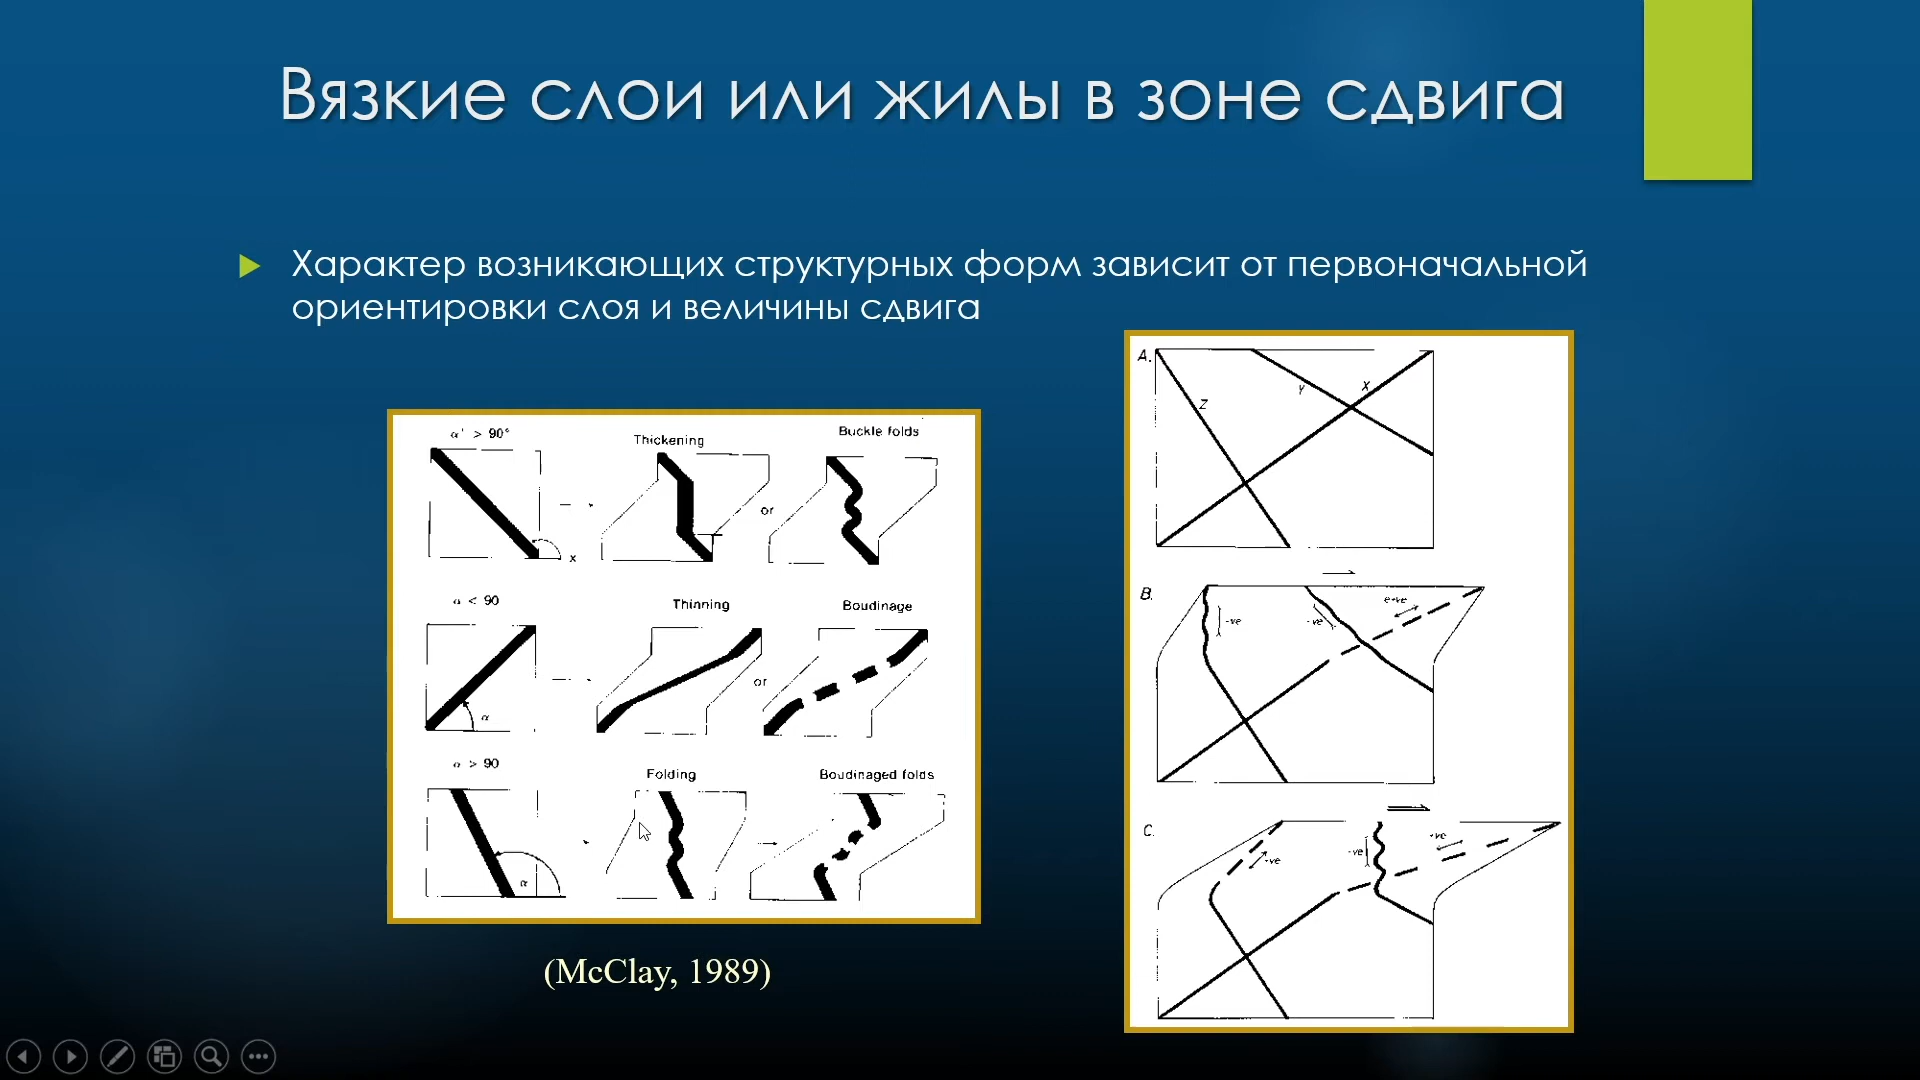 Вязкие слои или жилы в зоне сдвига
Характер возникающих структурных форм зависит от первоначальной
ориентировки слоя и величины сдвига
α' > 90°
Thickening
Buckle folds
or
x
α < 90
Thinning
Boudinage
or
α
α > 90
Folding
Boudinaged folds
α
(McClay, 1989)
A.
Y
X
Z
B.
-ve
-ve
e+ve
C.
+ve
-ve
+ve